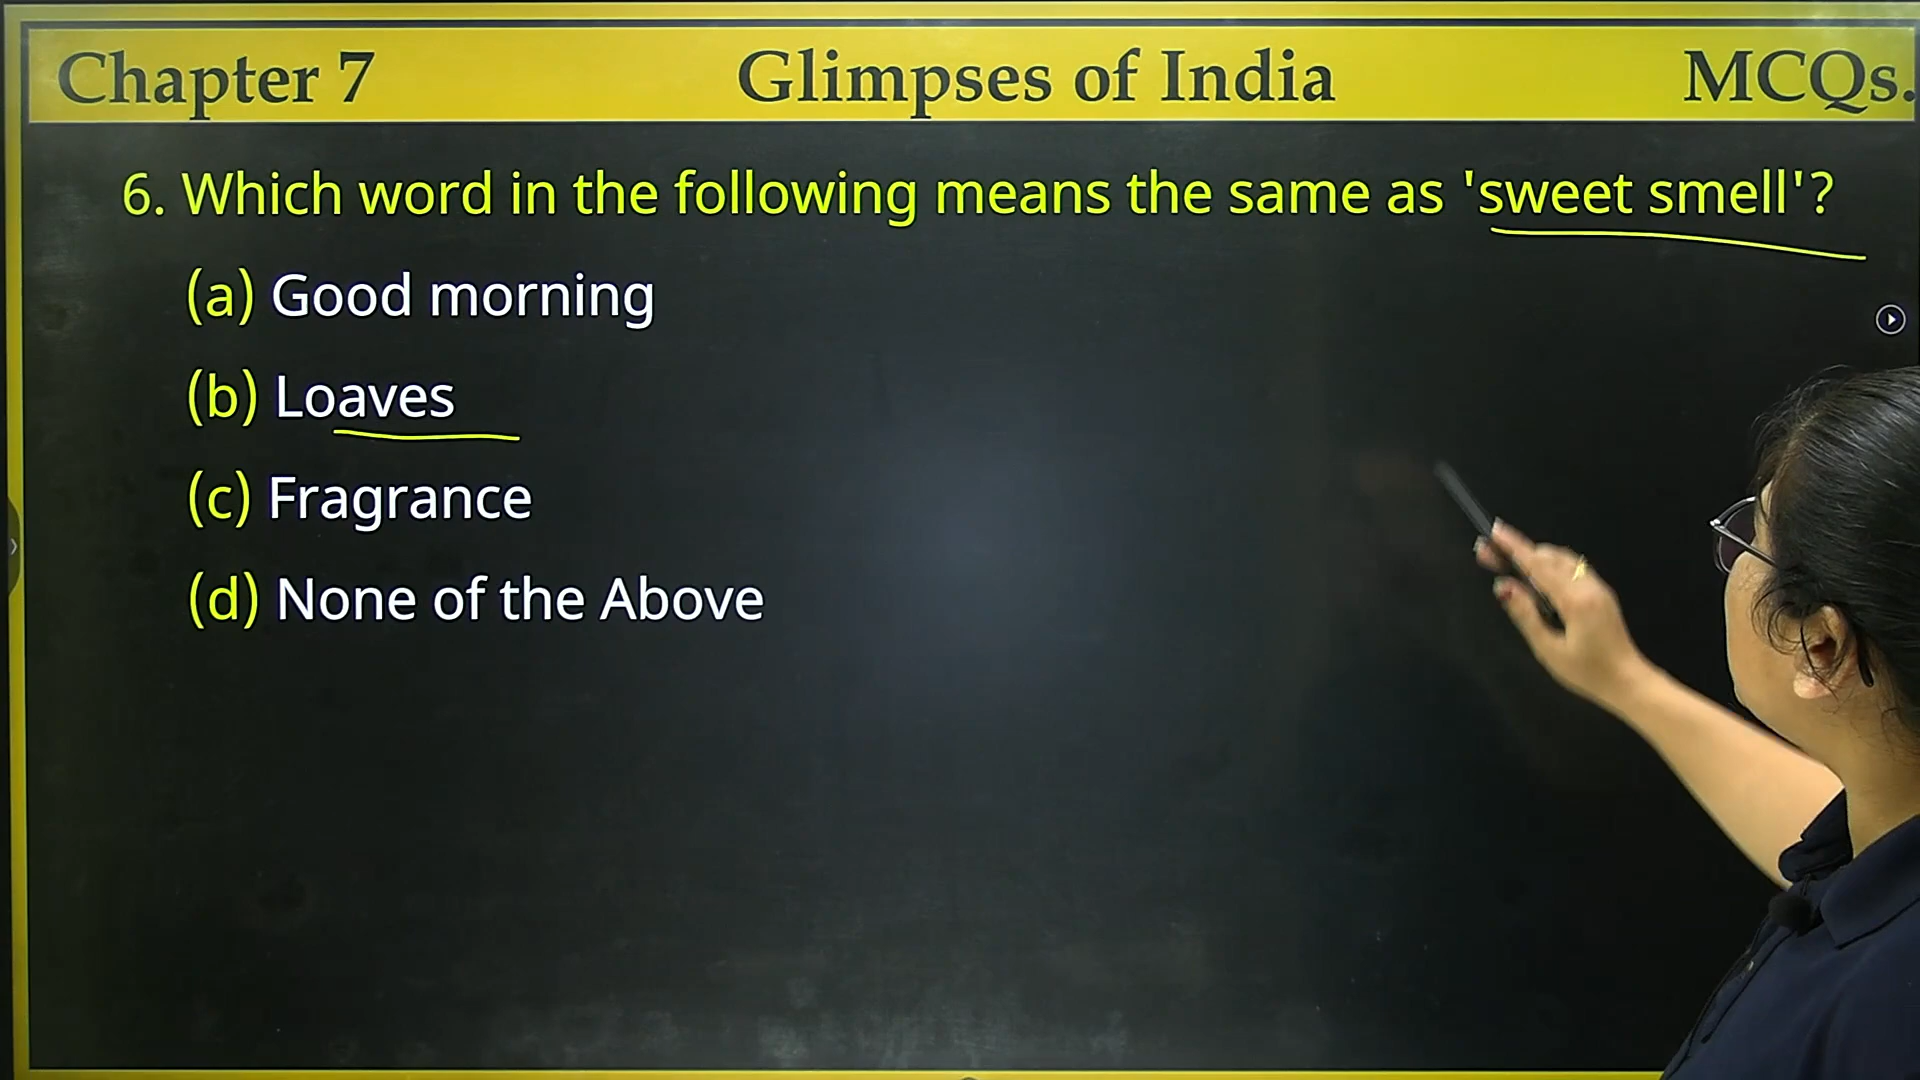 Chapter 7 Glimpses of India MCQs.
6. Which word in the following means the same as 'sweet smell'?
(a) Good morning
(b) Loaves
(c) Fragrance
(d) None of the Above